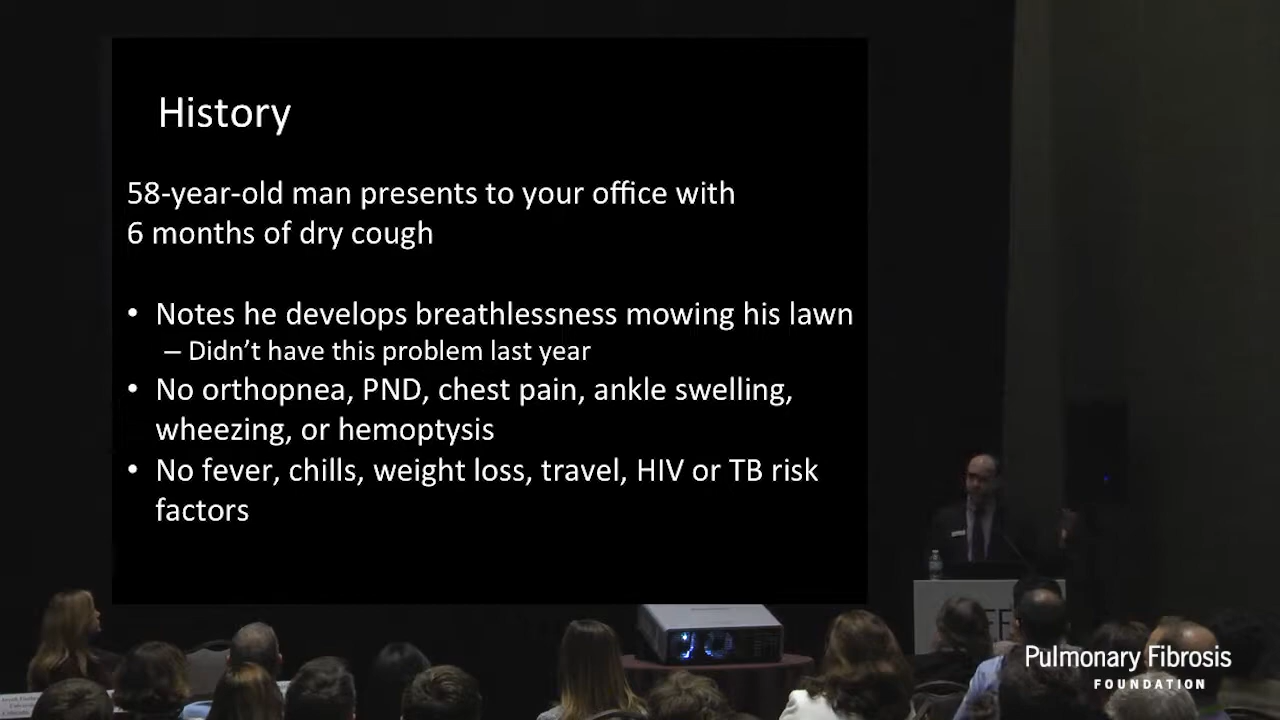 History
58-year-old man presents to your office with
6 months of dry cough
• Notes he develops breathlessness mowing his lawn
– Didn't have this problem last year
• No orthopnea, PND, chest pain, ankle swelling,
wheezing, or hemoptysis
• No fever, chills, weight loss, travel, HIV or TB risk
factors
Pulmonary Fibrosis
FOUNDATION